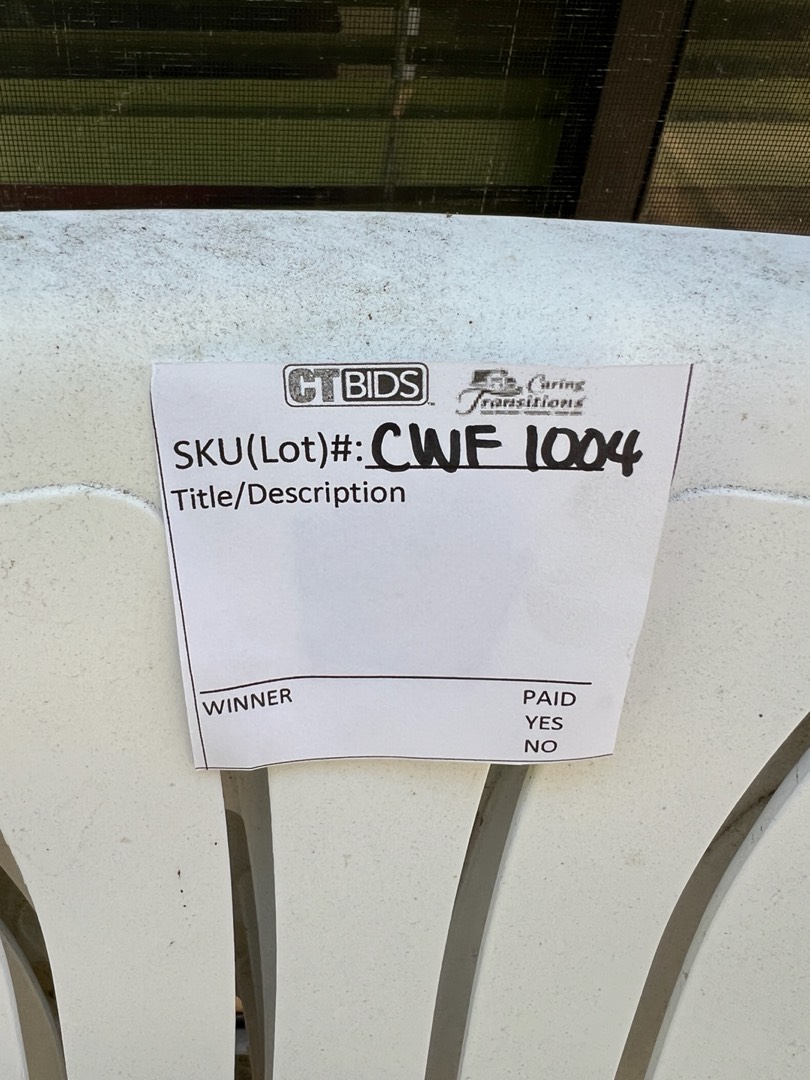 CTBIDS
Caring
Transitions
SKU(Lot)#: CWF 1004
Title/Description
WINNER
PAID
YES
NO